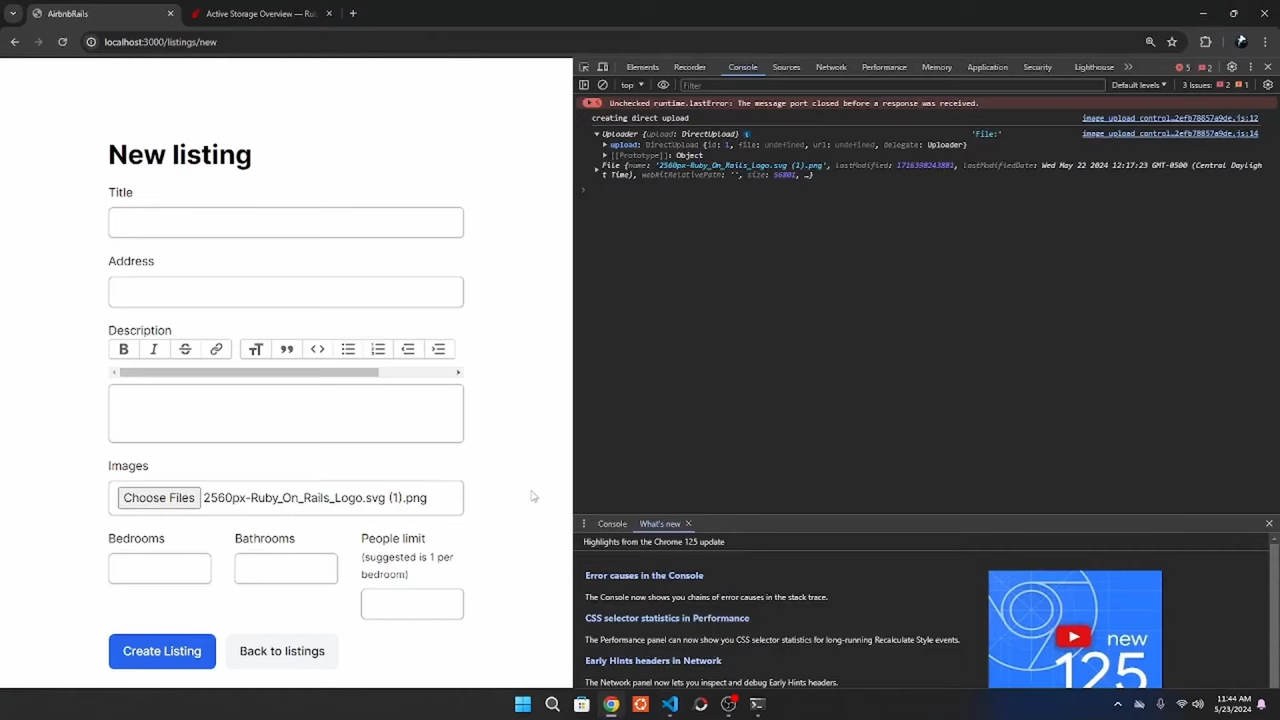 AirbnbRails
Active Storage Overview — Ru
localhost:3000/listings/new
New listing
Title
Address
Description
Images
Choose Files 2560px-Ruby_On_Rails_Logo.svg (1).png
Bedrooms
Bathrooms
People limit
(suggested is 1 per
bedroom)
Create Listing
Back to listings
Elements Recorder Console Sources Network Performance Memory Application Security Lighthouse 5 2
top Filter Default levels 3 Issues: 2 1
Unchecked runtime.lastError: The message port closed before a response was received.
creating direct upload image_upload_control…2efb78657a9de.js:12
Uploader {upload: DirectUpload} 'File:' image_upload_control…2efb78657a9de.js:14
upload: DirectUpload {id: 1, file: undefined, url: undefined, delegate: Uploader}
[[Prototype]]: Object
File {name: '2560px-Ruby_On_Rails_Logo.svg (1).png', lastModified: 1716398243881, lastModifiedDate: Wed May 22 2024 12:17:23 GMT-0500 (Central Dayligh
t Time), webkitRelativePath: '', size: 56801, …}
Console What's new
Highlights from the Chrome 125 update
Error causes in the Console
The Console now shows you chains of error causes in the stack trace.
CSS selector statistics in Performance
The Performance panel can now show you CSS selector statistics for long-running Recalculate Style events.
Early Hints headers in Network
The Network panel now lets you inspect and debug Early Hints headers.
new
125
11:44 AM
5/23/2024